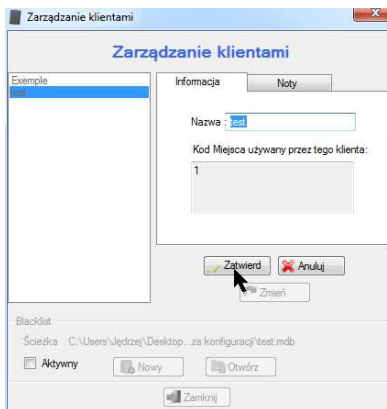 Zarządzanie klientami
Zarządzanie klientami
Exemple
test
Informacja
Noty
Nazwa : test
Kod Miejsca używany przez tego klienta:
1
Zatwierd
Anuluj
Zmień
Blacklist
Ścieżka C:\Users\Jędrzej\Desktop...za konfiguracji\test.mdb
Aktywny
Nowy
Otwórz
Zamknij